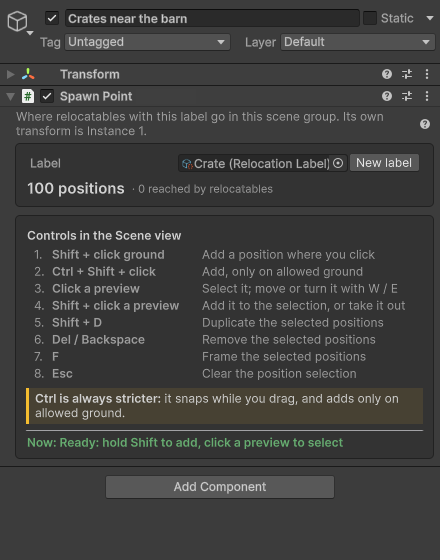 Crates near the barn
Static
Tag Untagged Layer Default
Transform
# Spawn Point
Where relocatables with this label go in this scene group. Its own
transform is Instance 1.
Label Crate (Relocation Label) New label
100 positions · 0 reached by relocatables
Controls in the Scene view
1. Shift + click ground Add a position where you click
2. Ctrl + Shift + click Add, only on allowed ground
3. Click a preview Select it; move or turn it with W / E
4. Shift + click a preview Add it to the selection, or take it out
5. Shift + D Duplicate the selected positions
6. Del / Backspace Remove the selected positions
7. F Frame the selected positions
8. Esc Clear the position selection
Ctrl is always stricter: it snaps while you drag, and adds only on
allowed ground.
Now: Ready: hold Shift to add, click a preview to select
Add Component